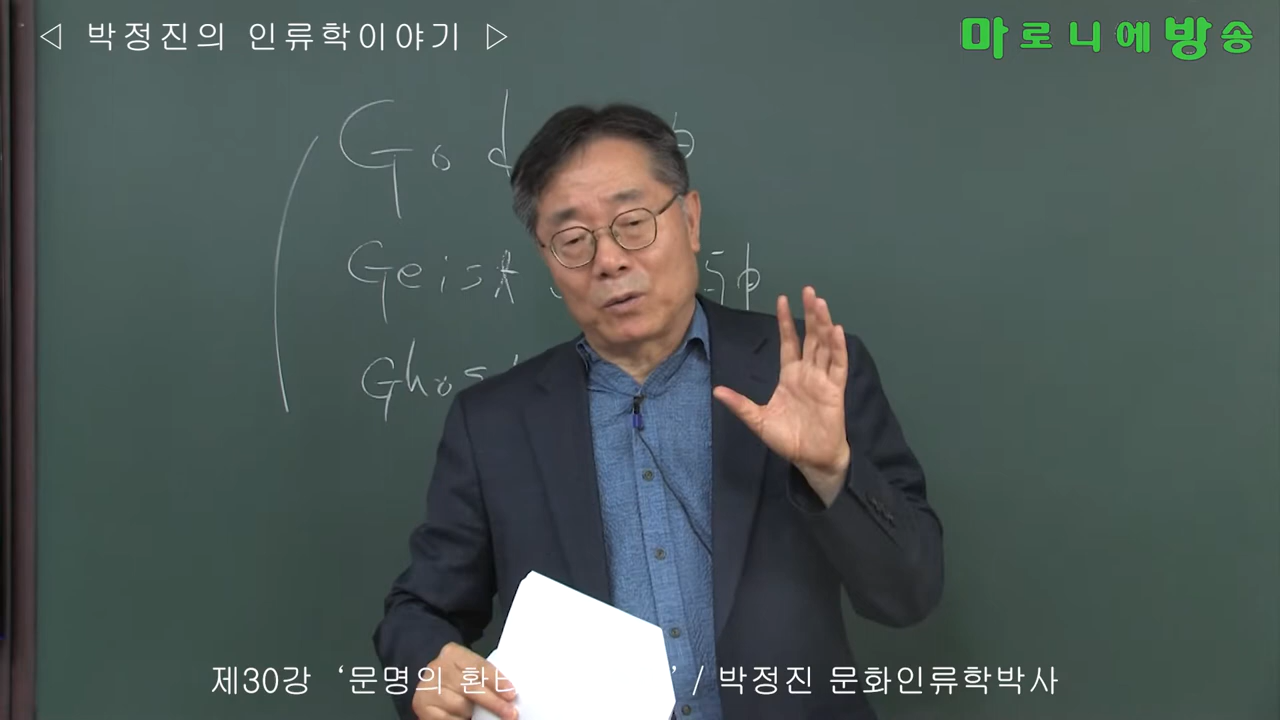 ◁ 박정진의 인류학이야기 ▷
마로니에방송
God
Geist
Ghos
제30강 ‘문명의 / 박정진 문화인류학박사